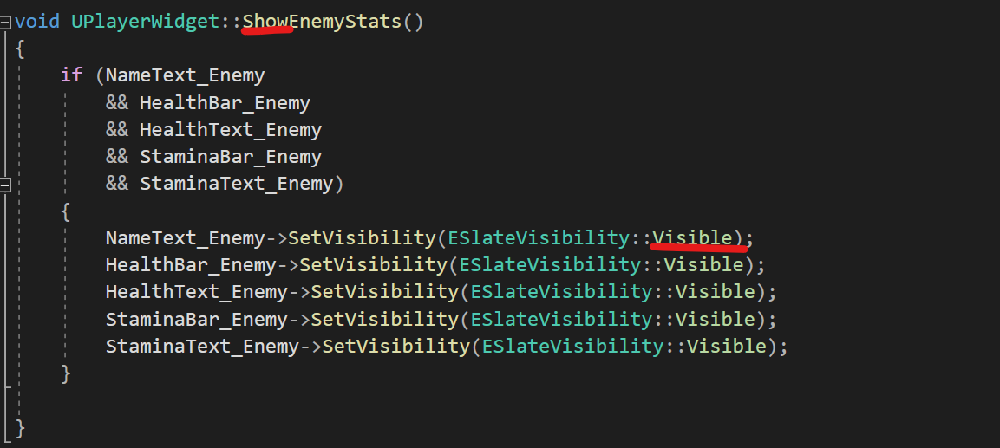 void UPlayerWidget::ShowEnemyStats()
{
if (NameText_Enemy
&& HealthBar_Enemy
&& HealthText_Enemy
&& StaminaBar_Enemy
&& StaminaText_Enemy)
{
NameText_Enemy->SetVisibility(ESlateVisibility::Visible);
HealthBar_Enemy->SetVisibility(ESlateVisibility::Visible);
HealthText_Enemy->SetVisibility(ESlateVisibility::Visible);
StaminaBar_Enemy->SetVisibility(ESlateVisibility::Visible);
StaminaText_Enemy->SetVisibility(ESlateVisibility::Visible);
}
}